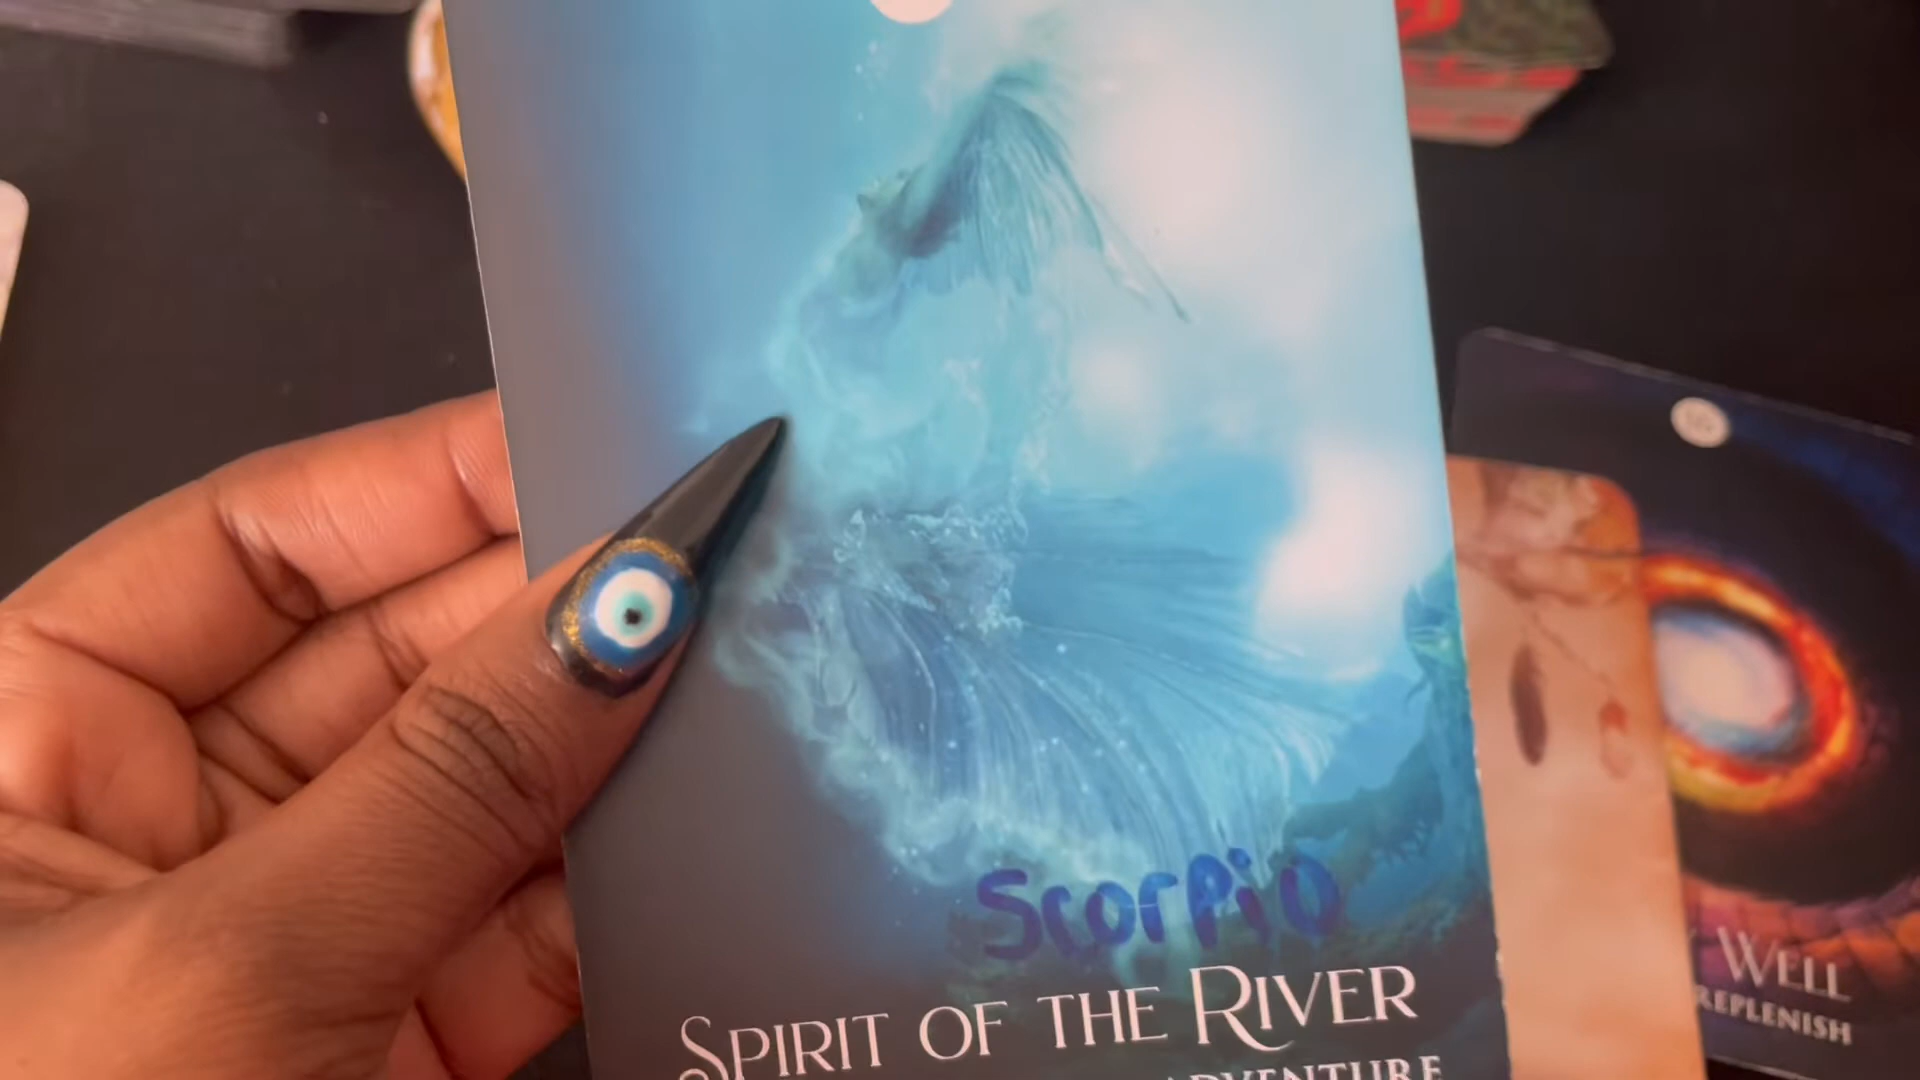 Scorpio
SPIRIT OF THE RIVER
ADVENTURE
WELL
REPLENISH